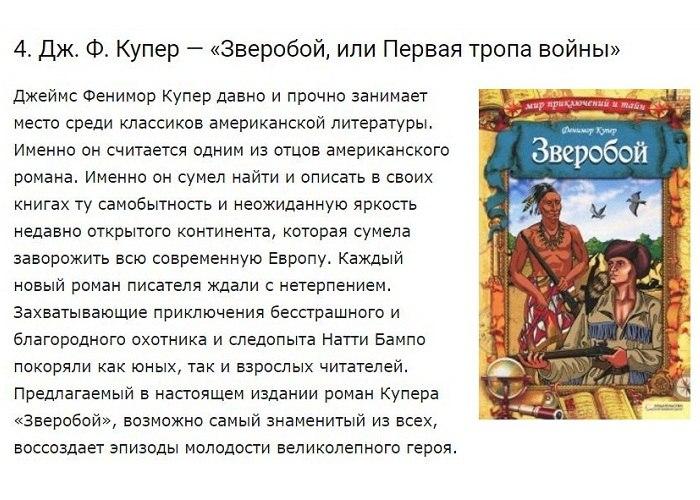 4. Дж. Ф. Купер — «Зверобой, или Первая тропа войны»
Джеймс Фенимор Купер давно и прочно занимает
место среди классиков американской литературы.
Именно он считается одним из отцов американского
романа. Именно он сумел найти и описать в своих
книгах ту самобытность и неожиданную яркость
недавно открытого континента, которая сумела
заворожить всю современную Европу. Каждый
новый роман писателя ждали с нетерпением.
Захватывающие приключения бесстрашного и
благородного охотника и следопыта Натти Бампо
покоряли как юных, так и взрослых читателей.
Предлагаемый в настоящем издании роман Купера
«Зверобой», возможно самый знаменитый из всех,
воссоздает эпизоды молодости великолепного героя.
мир приключений и тайн
Фенимор Купер
Зверобой